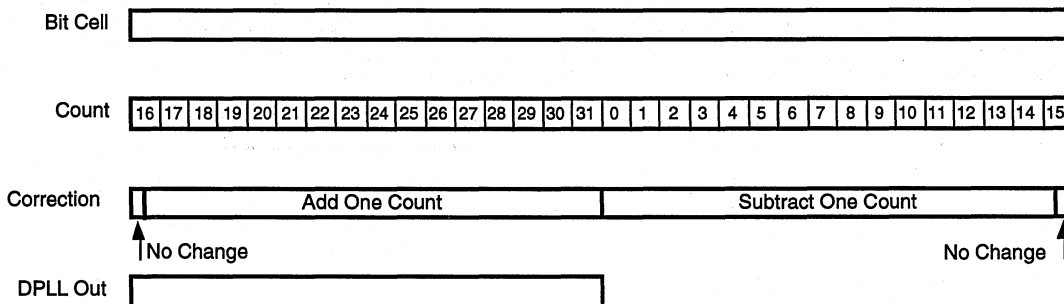 Bit Cell
Count 16 17 18 19 20 21 22 23 24 25 26 27 28 29 30 31 0 1 2 3 4 5 6 7 8 9 10 11 12 13 14 15
Correction Add One Count Subtract One Count
No Change No Change
DPLL Out